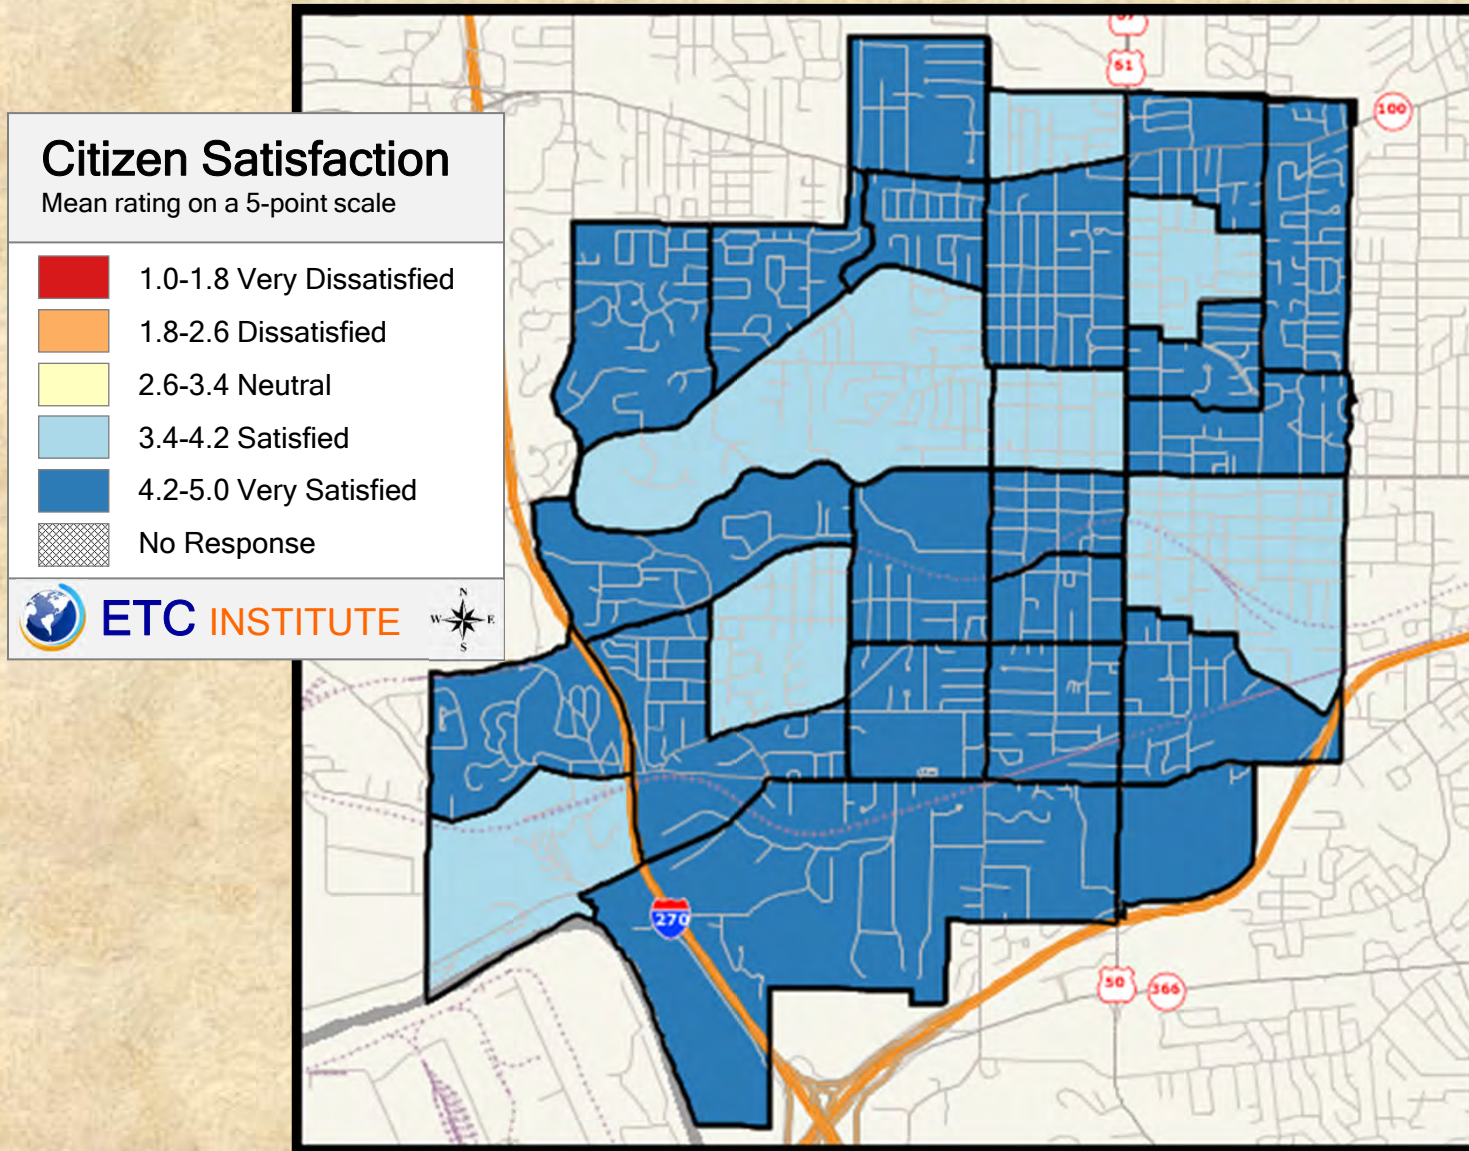 Citizen Satisfaction
Mean rating on a 5-point scale
1.0-1.8 Very Dissatisfied
1.8-2.6 Dissatisfied
2.6-3.4 Neutral
3.4-4.2 Satisfied
4.2-5.0 Very Satisfied
No Response
ETC INSTITUTE
N
W E
S
61
100
270
50
366